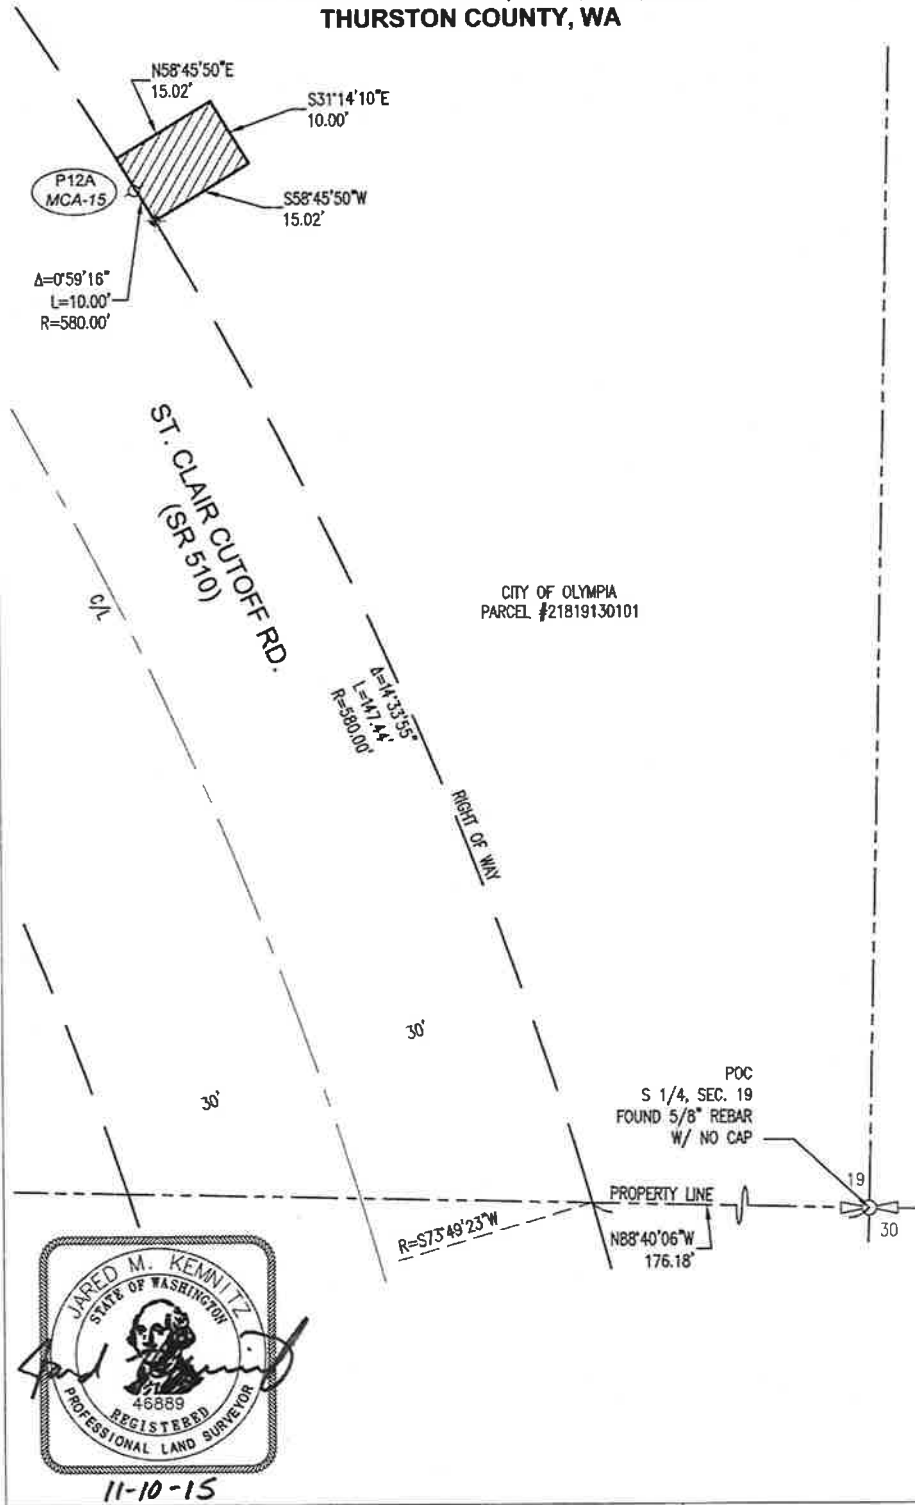 THURSTON COUNTY, WA
N58°45'50"E
15.02'
S31°14'10"E
10.00'
P12A
MCA-15
S58°45'50"W
15.02'
Δ=0°59'16"
L=10.00'
R=580.00'
ST. CLAIR CUTOFF RD.
(SR 510)
C/L
CITY OF OLYMPIA
PARCEL #21819130101
Δ=14°33'55"
L=147.44'
R=580.00'
RIGHT OF WAY
30'
30'
POC
S 1/4, SEC. 19
FOUND 5/8" REBAR
W/ NO CAP
19
30
PROPERTY LINE
R=S73°49'23"W
N88°40'06"W
176.18'
JARED M. KEMNITZ
STATE OF WASHINGTON
46889
REGISTERED
PROFESSIONAL LAND SURVEYOR
11-10-15